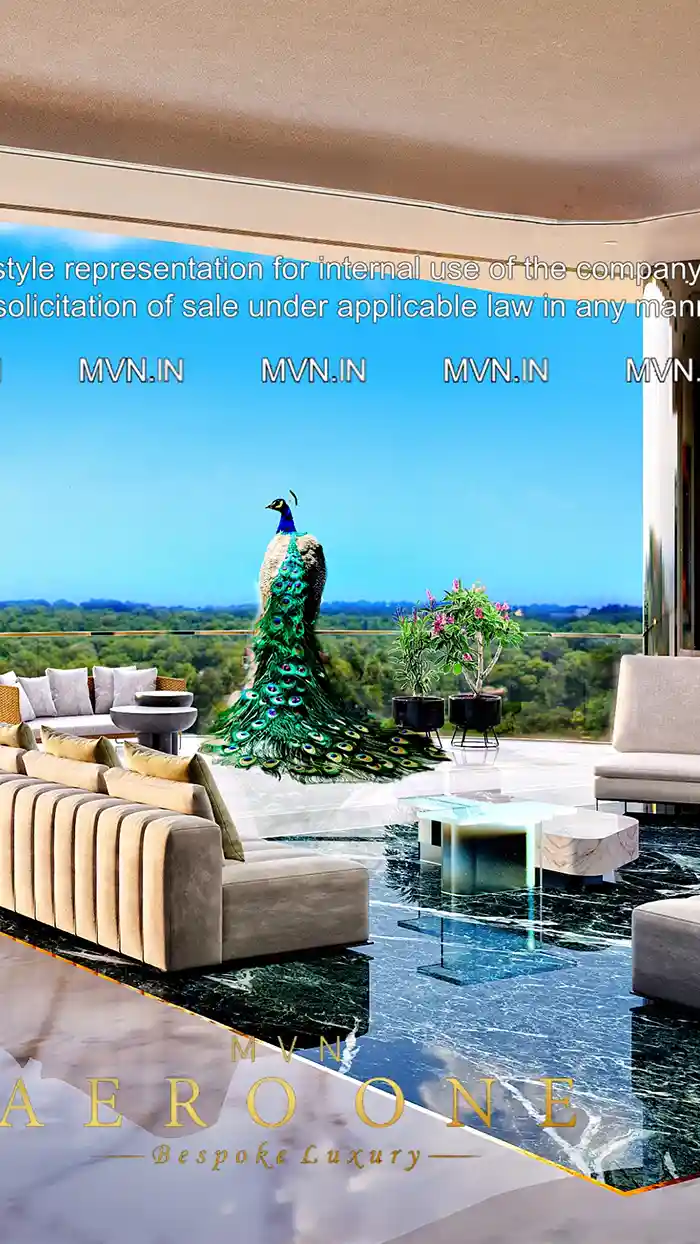 style representation for internal use of the company
solicitation of sale under applicable law in any
MVN.IN MVN.IN MVN.IN MVN.
MVN
AERO ONE
Bespoke Luxury